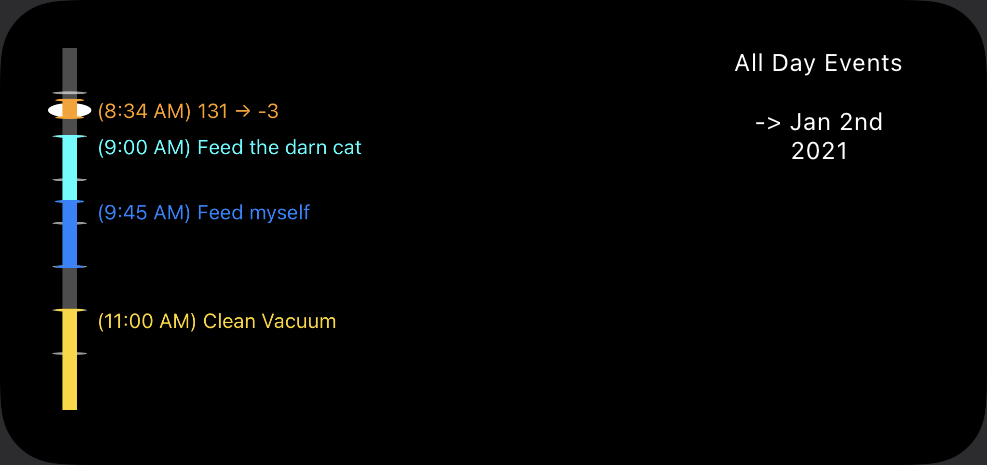 All Day Events
(8:34 AM) 131 → -3
-> Jan 2nd
2021
(9:00 AM) Feed the darn cat
(9:45 AM) Feed myself
(11:00 AM) Clean Vacuum